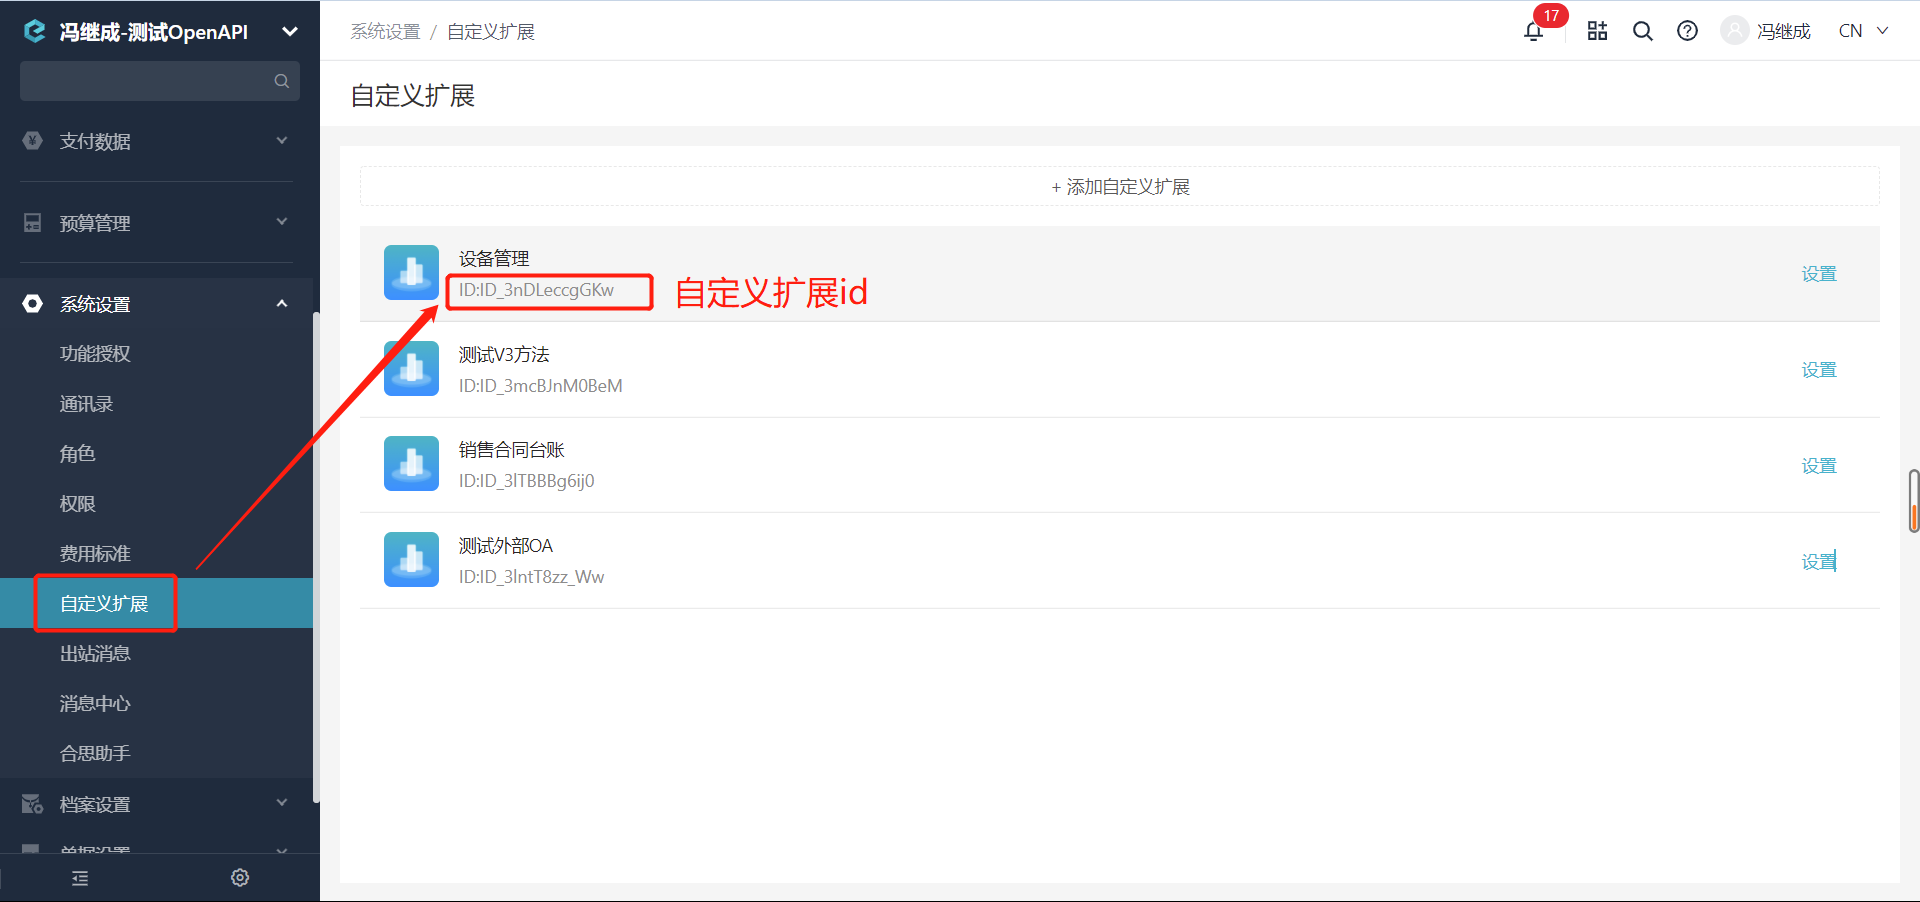 冯继成-测试OpenAPI
支付数据
预算管理
系统设置
功能授权
通讯录
角色
权限
费用标准
自定义扩展
出站消息
消息中心
合思助手
档案设置
单据设置
系统设置 / 自定义扩展
17
冯继成
CN
自定义扩展
+ 添加自定义扩展
设备管理
ID:ID_3nDLeccgGKw
自定义扩展id
设置
测试V3方法
ID:ID_3mcBJnM0BeM
设置
销售合同台账
ID:ID_3lTBBBg6ij0
设置
测试外部OA
ID:ID_3lntT8zz_Ww
设置